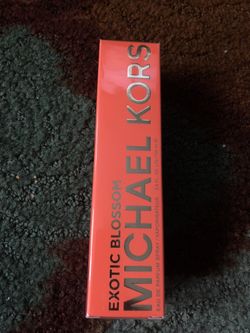 EXOTIC BLOSSOM
MICHAEL KORS
EAU DE PARFUM SPRAY / VAPORISATEUR